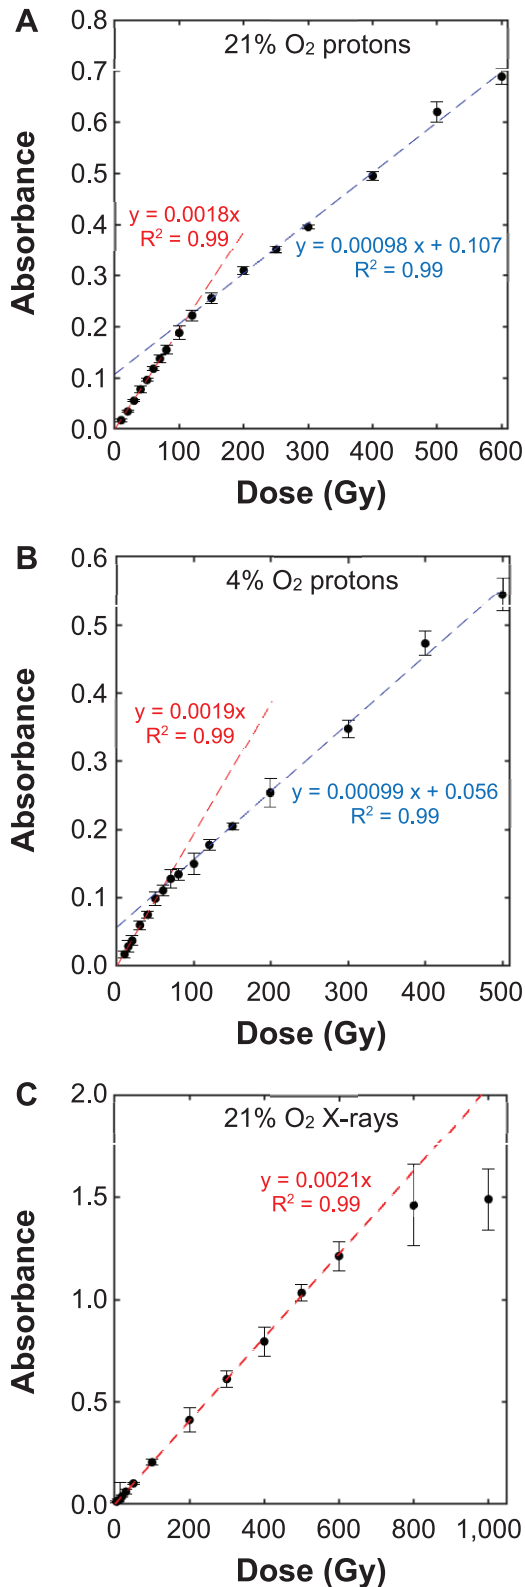 A
21% O₂ protons
0.8
0.7
0.6
0.5
0.4
0.3
0.2
0.1
0.0
Absorbance
y = 0.0018x
R² = 0.99
y = 0.00098 x + 0.107
R² = 0.99
0 100 200 300 400 500 600
Dose (Gy)
B
4% O₂ protons
0.6
0.5
0.4
0.3
0.2
0.1
0.0
Absorbance
y = 0.0019x
R² = 0.99
y = 0.00099 x + 0.056
R² = 0.99
0 100 200 300 400 500
Dose (Gy)
C
21% O₂ X-rays
2.0
1.5
1.0
0.5
0.0
Absorbance
y = 0.0021x
R² = 0.99
0 200 400 600 800 1,000
Dose (Gy)